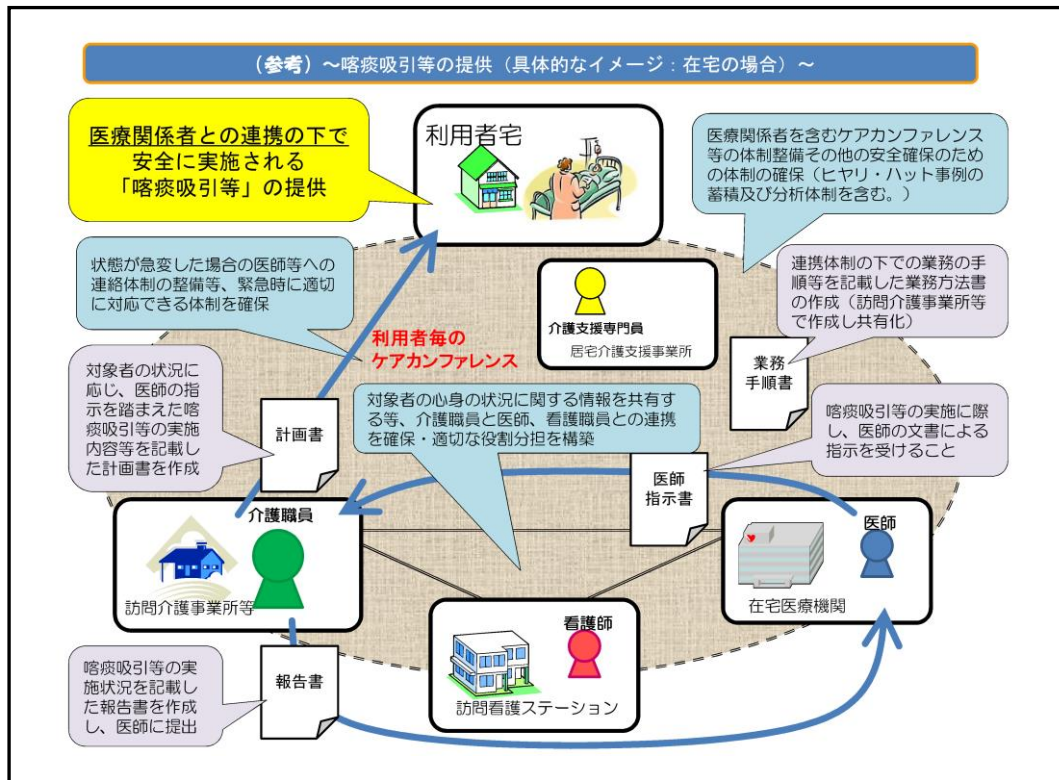 （参考）～喀痰吸引等の提供（具体的なイメージ：在宅の場合）～
医療関係者との連携の下で
安全に実施される
「喀痰吸引等」の提供
利用者宅
医療関係者を含むケアカンファレンス
等の体制整備その他の安全確保のため
の体制の確保（ヒヤリ・ハット事例の
蓄積及び分析体制を含む。）
状態が急変した場合の医師等への
連絡体制の整備等、緊急時に適切
に対応できる体制を確保
介護支援専門員
居宅介護支援事業所
連携体制の下での業務の手
順等を記載した業務方法書
の作成（訪問介護事業所等
で作成し共有化）
利用者毎の
ケアカンファレンス
業務
手順書
対象者の状況に
応じ、医師の指
示を踏まえた喀
痰吸引等の実施
内容等を記載し
た計画書を作成
計画書
対象者の心身の状況に関する情報を共有す
る等、介護職員と医師、看護職員との連携
を確保・適切な役割分担を構築
喀痰吸引等の実施に際
し、医師の文書による
指示を受けること
医師
指示書
介護職員
訪問介護事業所等
医師
在宅医療機関
看護師
訪問看護ステーション
喀痰吸引等の実
施状況を記載し
た報告書を作成
し、医師に提出
報告書